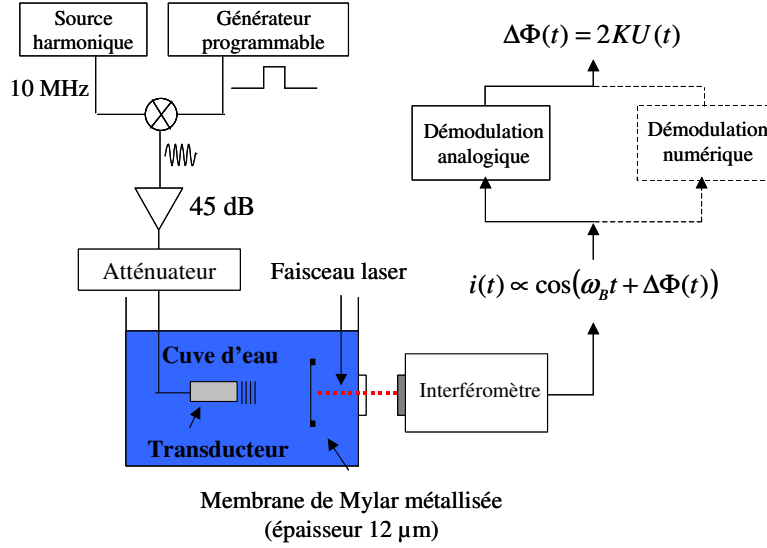 Source
harmonique
Générateur
programmable
ΔΦ(t) = 2KU(t)
10 MHz
Démodulation
analogique
Démodulation
numérique
45 dB
Atténuateur
Faisceau laser
i(t) ∝ cos(ω_B t + ΔΦ(t))
Cuve d'eau
Interféromètre
Transducteur
Membrane de Mylar métallisée
(épaisseur 12 µm)